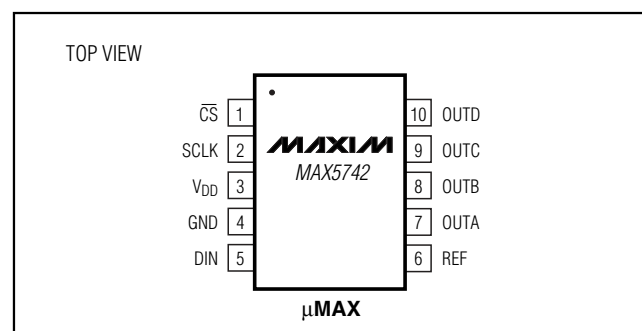 TOP VIEW
C̅S̅ 1
SCLK 2
VDD 3
GND 4
DIN 5
MAXIM
MAX5742
10 OUTD
9 OUTC
8 OUTB
7 OUTA
6 REF
µMAX